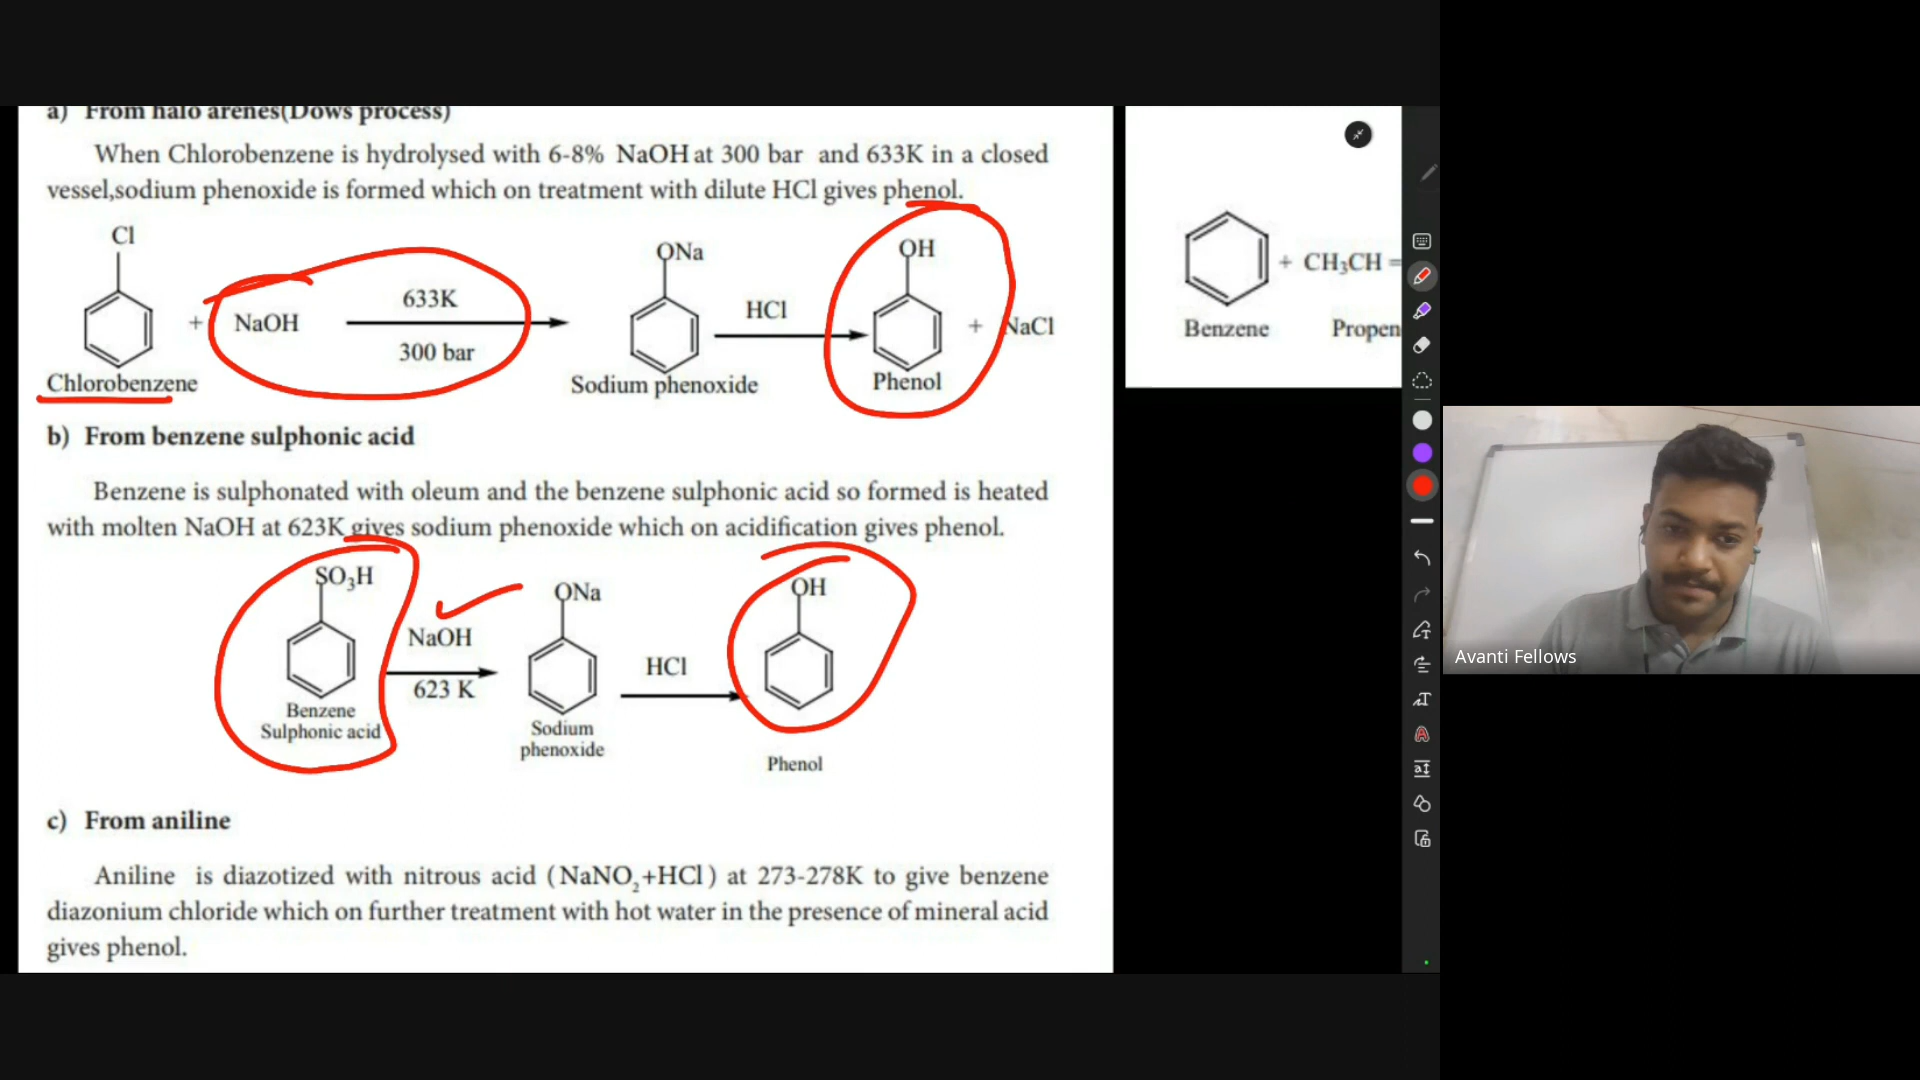 a) From halo arenes(Dows process)
When Chlorobenzene is hydrolysed with 6-8% NaOH at 300 bar and 633K in a closed
vessel,sodium phenoxide is formed which on treatment with dilute HCl gives phenol.
Cl
+ NaOH
633K
300 bar
ONa
HCl
OH
+ NaCl
Chlorobenzene
Sodium phenoxide
Phenol
b) From benzene sulphonic acid
Benzene is sulphonated with oleum and the benzene sulphonic acid so formed is heated
with molten NaOH at 623K gives sodium phenoxide which on acidification gives phenol.
SO₃H
NaOH
623 K
ONa
HCl
OH
Benzene
Sulphonic acid
Sodium
phenoxide
Phenol
c) From aniline
Aniline is diazotized with nitrous acid (NaNO₂+HCl) at 273-278K to give benzene
diazonium chloride which on further treatment with hot water in the presence of mineral acid
gives phenol.
+ CH₃CH =
Benzene
Propen
Avanti Fellows